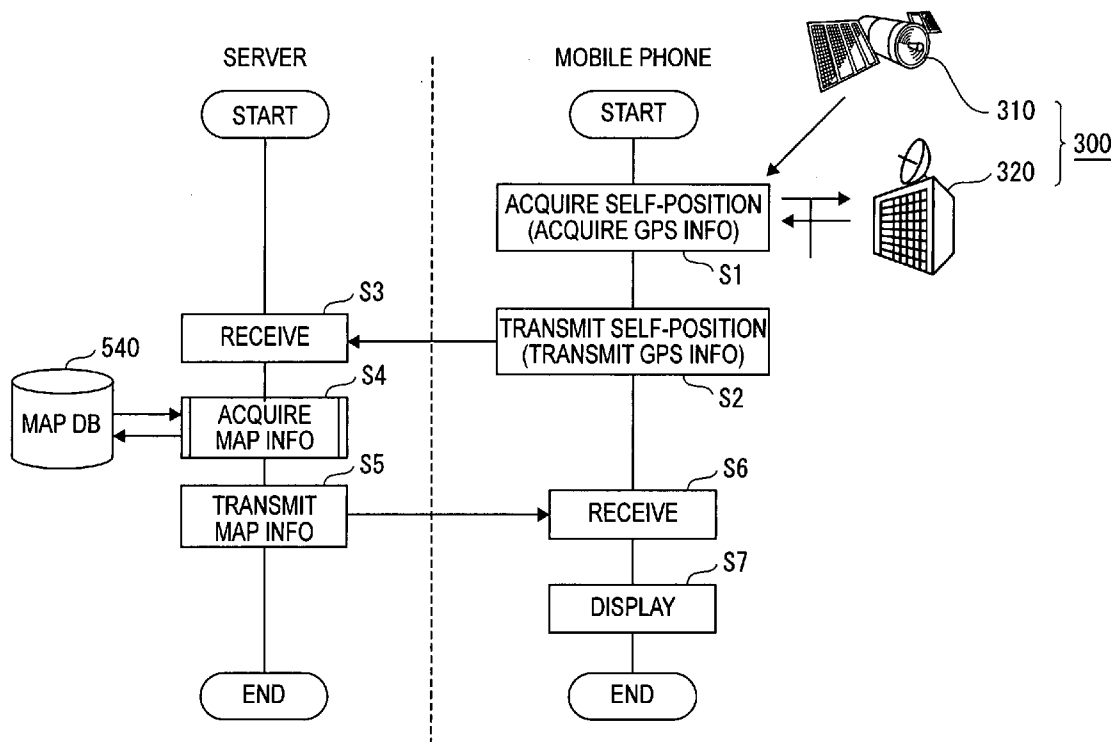 SERVER
MOBILE PHONE
START
START
310
300
320
ACQUIRE SELF-POSITION
(ACQUIRE GPS INFO)
S1
S3
RECEIVE
TRANSMIT SELF-POSITION
(TRANSMIT GPS INFO)
S2
540
MAP DB
S4
ACQUIRE
MAP INFO
S5
TRANSMIT
MAP INFO
S6
RECEIVE
S7
DISPLAY
END
END